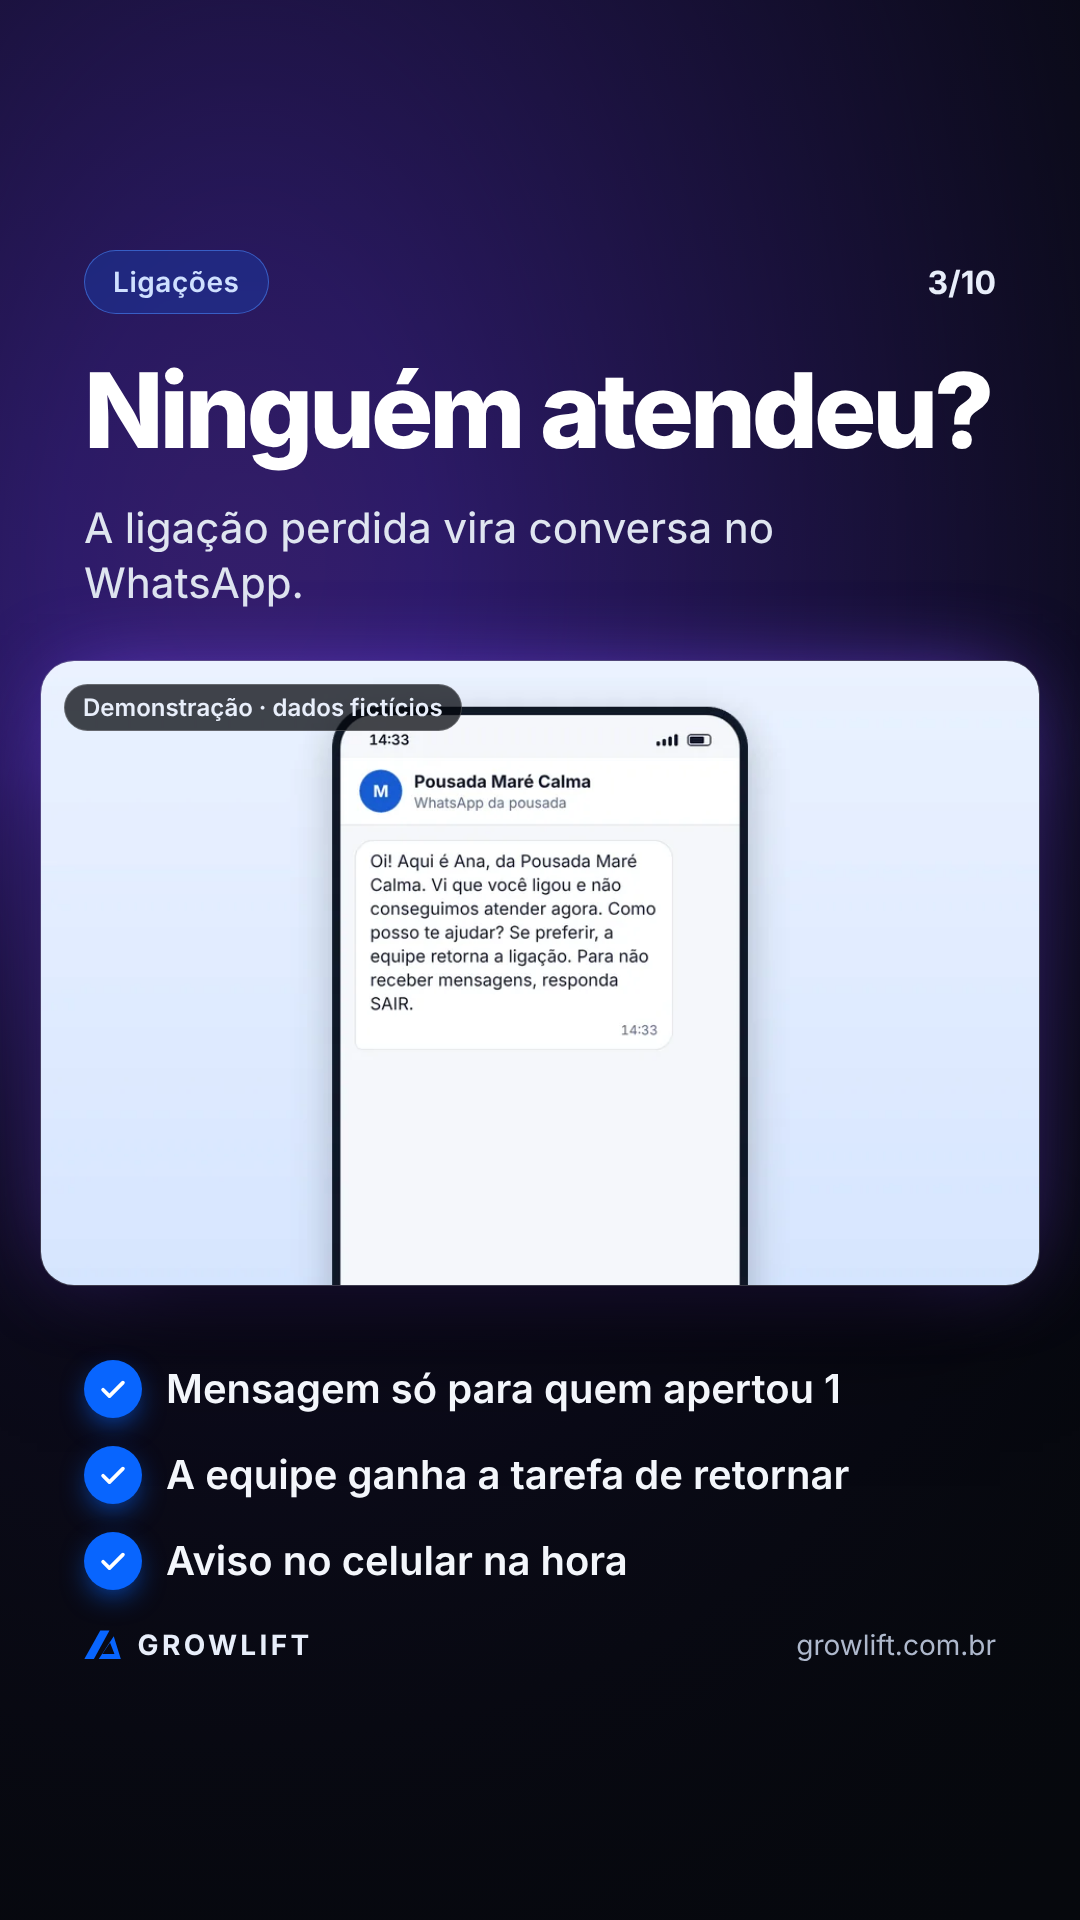 Ligações
3/10
Ninguém atendeu?
A ligação perdida vira conversa no
WhatsApp.
Demonstração · dados fictícios
14:33
M
Pousada Maré Calma
WhatsApp da pousada
Oi! Aqui é Ana, da Pousada Maré
Calma. Vi que você ligou e não
conseguimos atender agora. Como
posso te ajudar? Se preferir, a
equipe retorna a ligação. Para não
receber mensagens, responda
SAIR.
14:33
Mensagem só para quem apertou 1
A equipe ganha a tarefa de retornar
Aviso no celular na hora
GROWLIFT
growlift.com.br